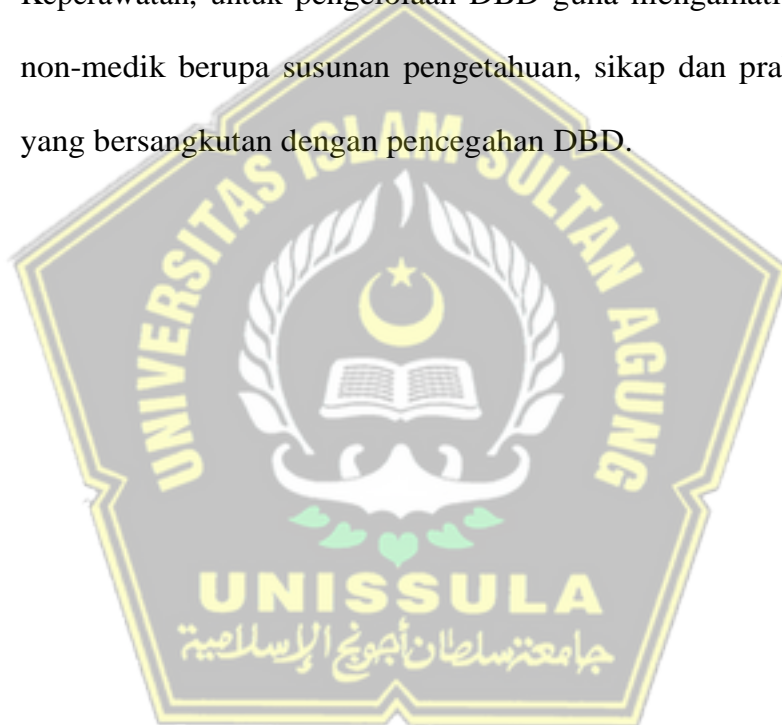 Keperawatan, untuk pengelolaan DBD guna mengamati
non-medik berupa susunan pengetahuan, sikap dan pra
yang bersangkutan dengan pencegahan DBD.
UNIVERSITAS ISLAM SULTAN AGUNG
UNISSULA
جامعة سلطان أجونج الإسلامية